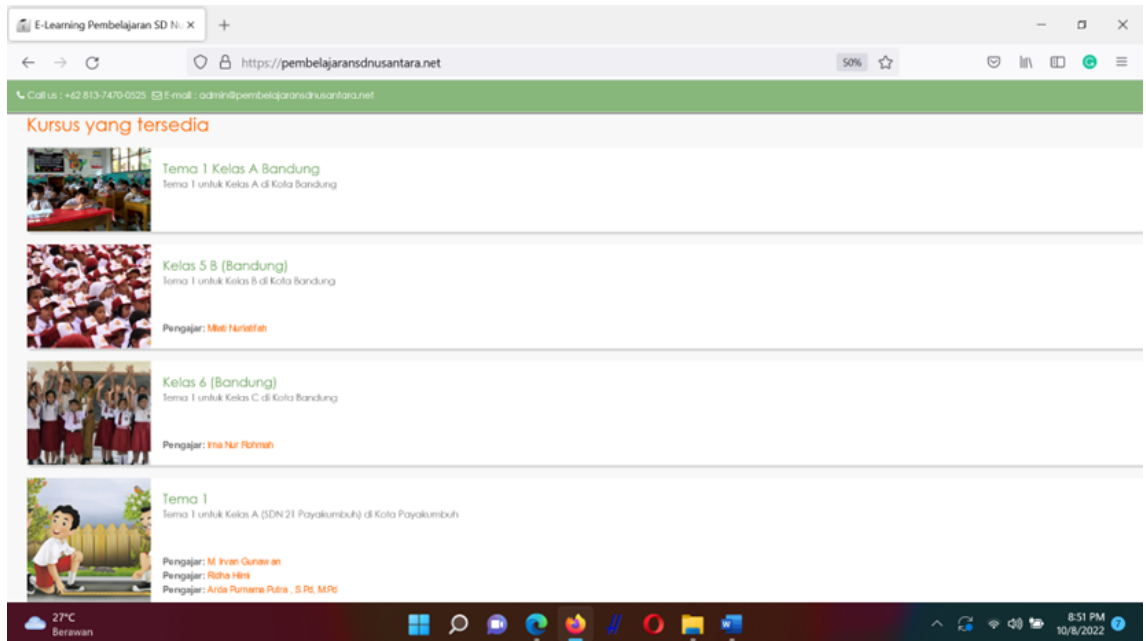 E-Learning Pembelajaran SD Nu
https://pembelajaransdnusantara.net
50%
Call us : +62 813-7470-0525 E-mail : admin@pembelajaransdnusantara.net
Kursus yang tersedia
Tema 1 Kelas A Bandung
Tema 1 untuk Kelas A di Kota Bandung
Kelas 5 B (Bandung)
Tema 1 untuk Kelas B di Kota Bandung
Pengajar: Milati Nurlatifah
Kelas 6 (Bandung)
Tema 1 untuk Kelas C di Kota Bandung
Pengajar: Irna Nur Rohmah
Tema 1
Tema 1 untuk Kelas A (SDN 21 Payakumbuh) di Kota Payakumbuh
Pengajar: M. Irvan Gunawan
Pengajar: Ridha Hilmi
Pengajar: Arda Purnama Putra , S.Pd, M.Pd
27°C
Berawan
8:51 PM
10/8/2022
7